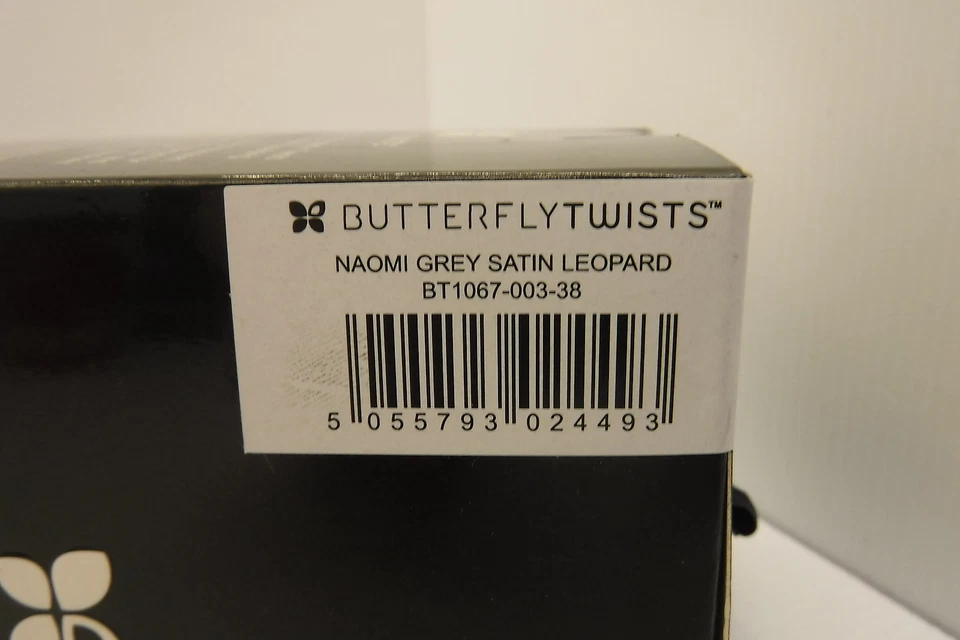 BUTTERFLYTWISTS™
NAOMI GREY SATIN LEOPARD
BT1067-003-38
5 055793 024493